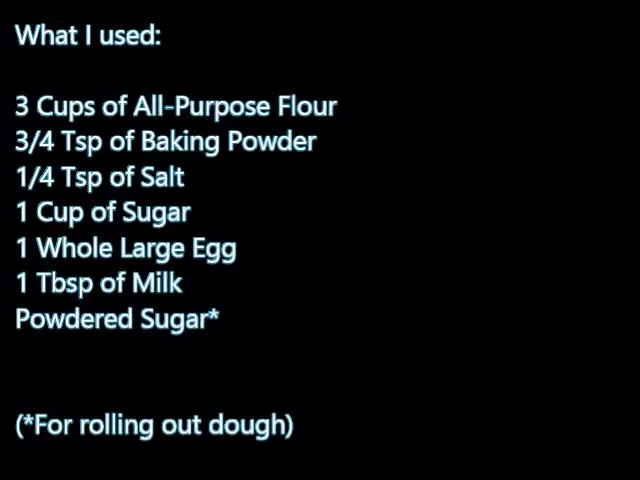 What I used:
3 Cups of All-Purpose Flour
3/4 Tsp of Baking Powder
1/4 Tsp of Salt
1 Cup of Sugar
1 Whole Large Egg
1 Tbsp of Milk
Powdered Sugar*
(*For rolling out dough)